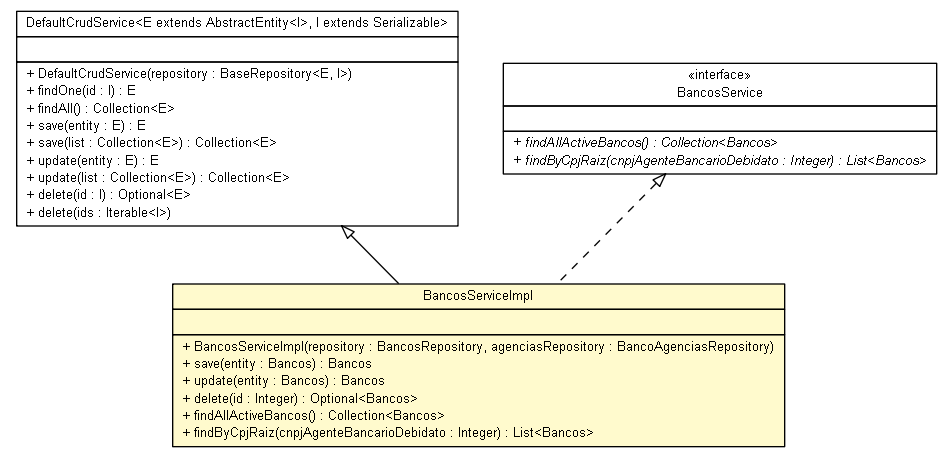 DefaultCrudService<E extends AbstractEntity<I>, I extends Serializable>
+ DefaultCrudService(repository : BaseRepository<E, I>)
+ findOne(id : I) : E
+ findAll() : Collection<E>
+ save(entity : E) : E
+ save(list : Collection<E>) : Collection<E>
+ update(entity : E) : E
+ update(list : Collection<E>) : Collection<E>
+ delete(id : I) : Optional<E>
+ delete(ids : Iterable<I>)
«interface»
BancosService
+ findAllActiveBancos() : Collection<Bancos>
+ findByCpjRaiz(cnpjAgenteBancarioDebidato : Integer) : List<Bancos>
BancosServiceImpl
+ BancosServiceImpl(repository : BancosRepository, agenciasRepository : BancoAgenciasRepository)
+ save(entity : Bancos) : Bancos
+ update(entity : Bancos) : Bancos
+ delete(id : Integer) : Optional<Bancos>
+ findAllActiveBancos() : Collection<Bancos>
+ findByCpjRaiz(cnpjAgenteBancarioDebidato : Integer) : List<Bancos>